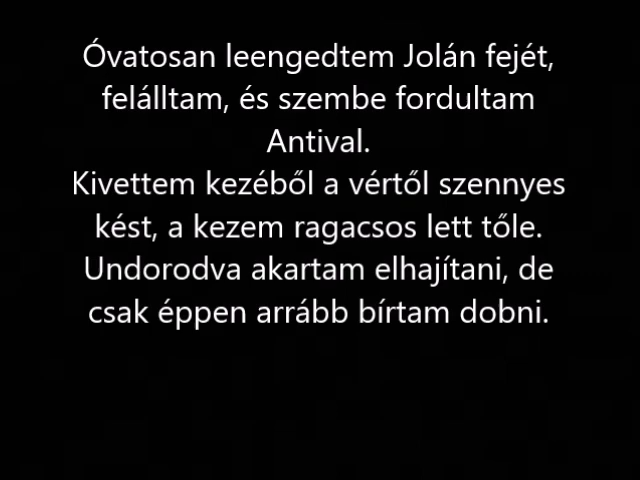 Óvatosan leengedtem Jolán fejét,
felálltam, és szembe fordultam
Antival.
Kivettem kezéből a vértől szennyes
kést, a kezem ragacsos lett tőle.
Undorodva akartam elhajítani, de
csak éppen arrább bírtam dobni.